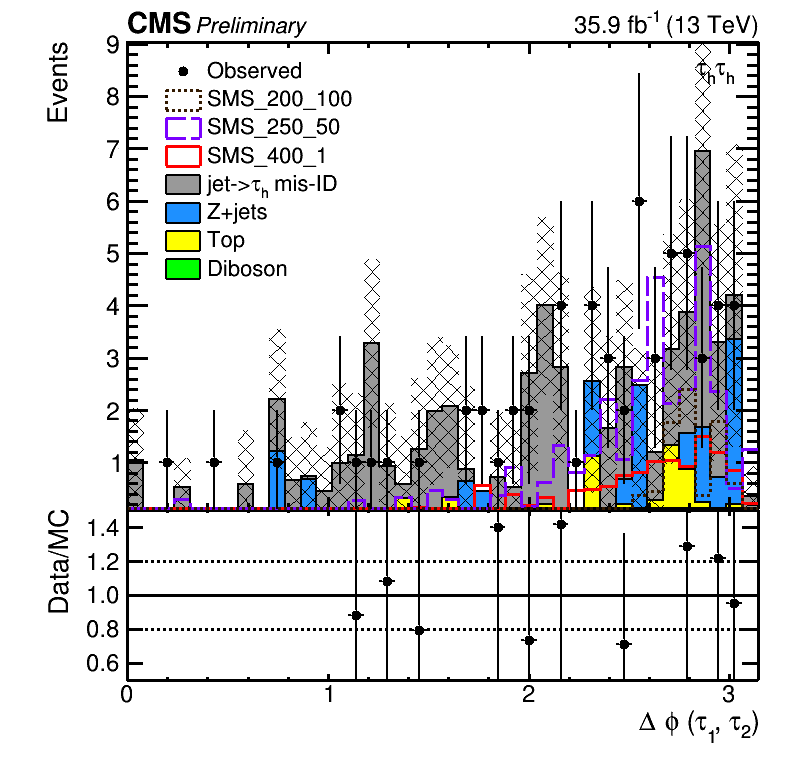 CMS Preliminary 35.9 fb⁻¹ (13 TeV)
Events
9
8
7
6
5
4
3
2
1
τ_hτ_h
Observed
SMS_200_100
SMS_250_50
SMS_400_1
jet->τ_h mis-ID
Z+jets
Top
Diboson
Data/MC
1.4
1.2
1.0
0.8
0.6
0 1 2 3
Δ ϕ (τ₁, τ₂)